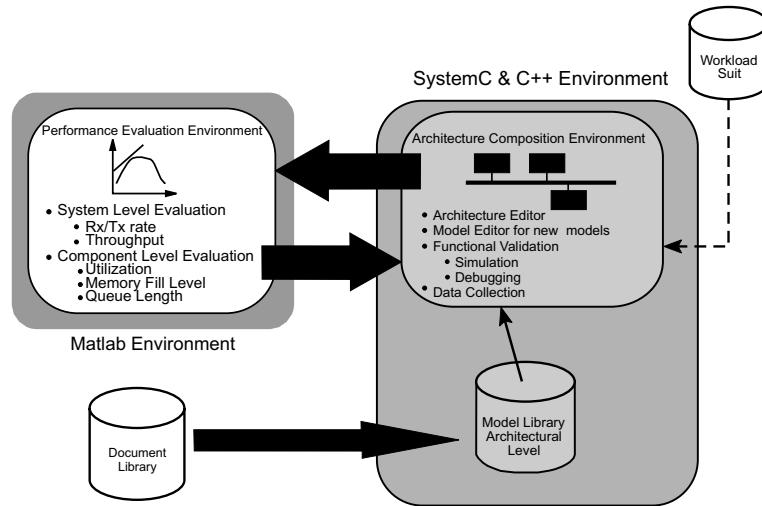 Workload
Suit
SystemC & C++ Environment
Performance Evaluation Environment
• System Level Evaluation
• Rx/Tx rate
• Throughput
• Component Level Evaluation
• Utilization
• Memory Fill Level
• Queue Length
Matlab Environment
Architecture Composition Environment
• Architecture Editor
• Model Editor for new models
• Functional Validation
• Simulation
• Debugging
• Data Collection
Model Library
Architectural
Level
Document
Library